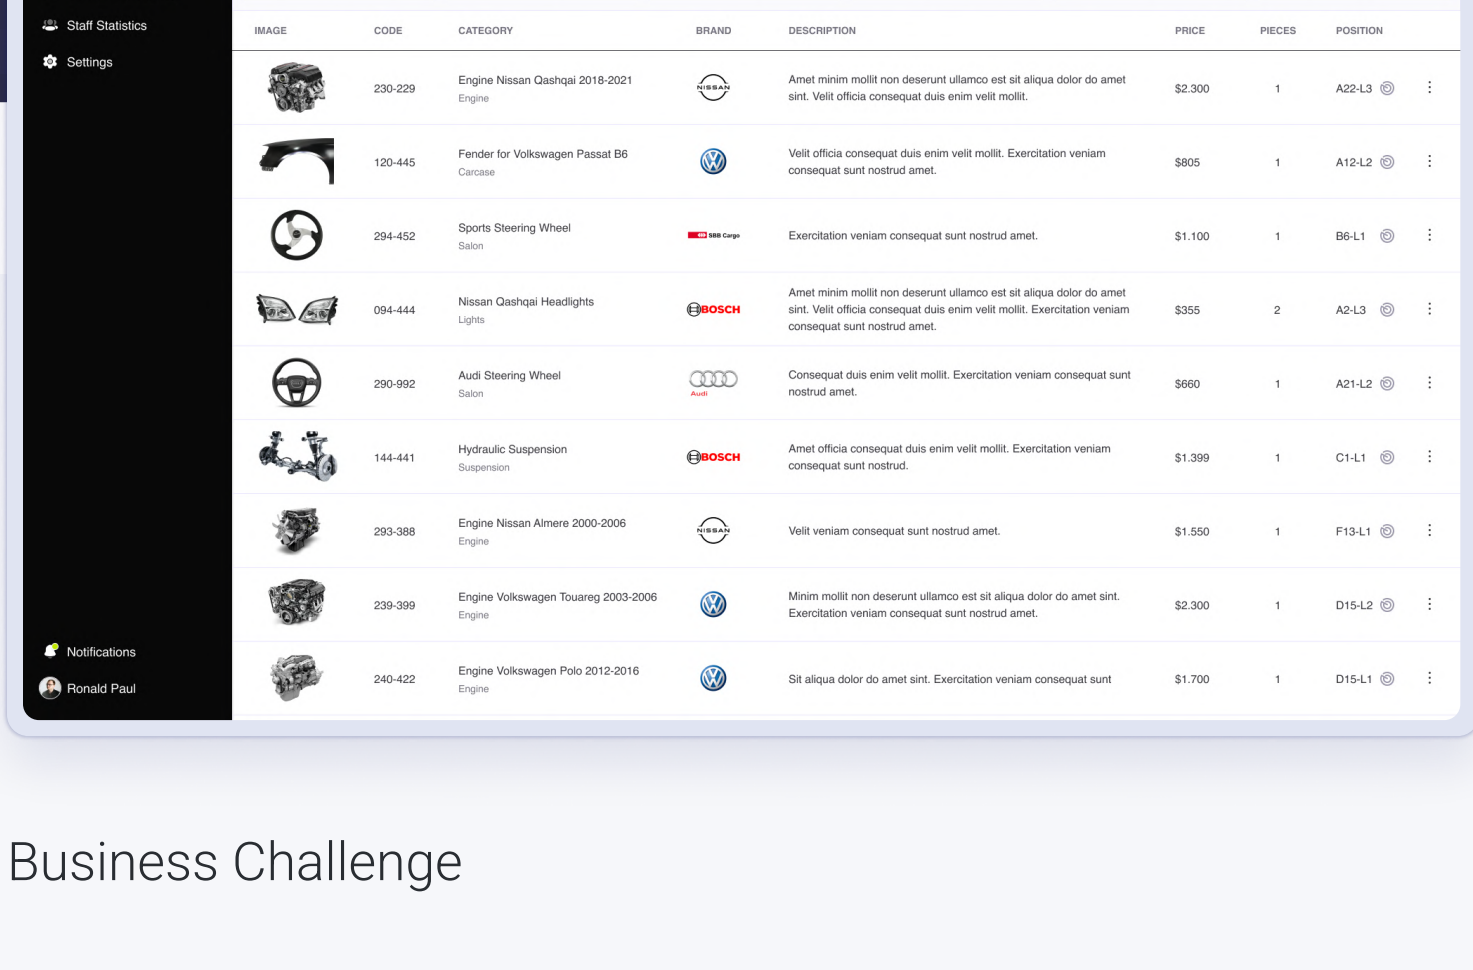 Staff Statistics
Settings
IMAGE CODE CATEGORY BRAND DESCRIPTION PRICE PIECES POSITION
230-229 Engine Nissan Qashqai 2018-2021
Engine
NISSAN
Amet minim mollit non deserunt ullamco est sit aliqua dolor do amet
sint. Velit officia consequat duis enim velit mollit.
$2.300 1 A22-L3
120-445 Fender for Volkswagen Passat B6
Carcase
Velit officia consequat duis enim velit mollit. Exercitation veniam
consequat sunt nostrud amet.
$805 1 A12-L2
294-452 Sports Steering Wheel
Salon
SBB Cargo
Exercitation veniam consequat sunt nostrud amet.
$1.100 1 B6-L1
094-444 Nissan Qashqai Headlights
Lights
BOSCH
Amet minim mollit non deserunt ullamco est sit aliqua dolor do amet
sint. Velit officia consequat duis enim velit mollit. Exercitation veniam
consequat sunt nostrud amet.
$355 2 A2-L3
290-992 Audi Steering Wheel
Salon
Audi
Consequat duis enim velit mollit. Exercitation veniam consequat sunt
nostrud amet.
$660 1 A21-L2
144-441 Hydraulic Suspension
Suspension
BOSCH
Amet officia consequat duis enim velit mollit. Exercitation veniam
consequat sunt nostrud.
$1.399 1 C1-L1
293-388 Engine Nissan Almere 2000-2006
Engine
NISSAN
Velit veniam consequat sunt nostrud amet.
$1.550 1 F13-L1
239-399 Engine Volkswagen Touareg 2003-2006
Engine
Minim mollit non deserunt ullamco est sit aliqua dolor do amet sint.
Exercitation veniam consequat sunt nostrud amet.
$2.300 1 D15-L2
240-422 Engine Volkswagen Polo 2012-2016
Engine
Sit aliqua dolor do amet sint. Exercitation veniam consequat sunt
$1.700 1 D15-L1
Notifications
Ronald Paul
Business Challenge